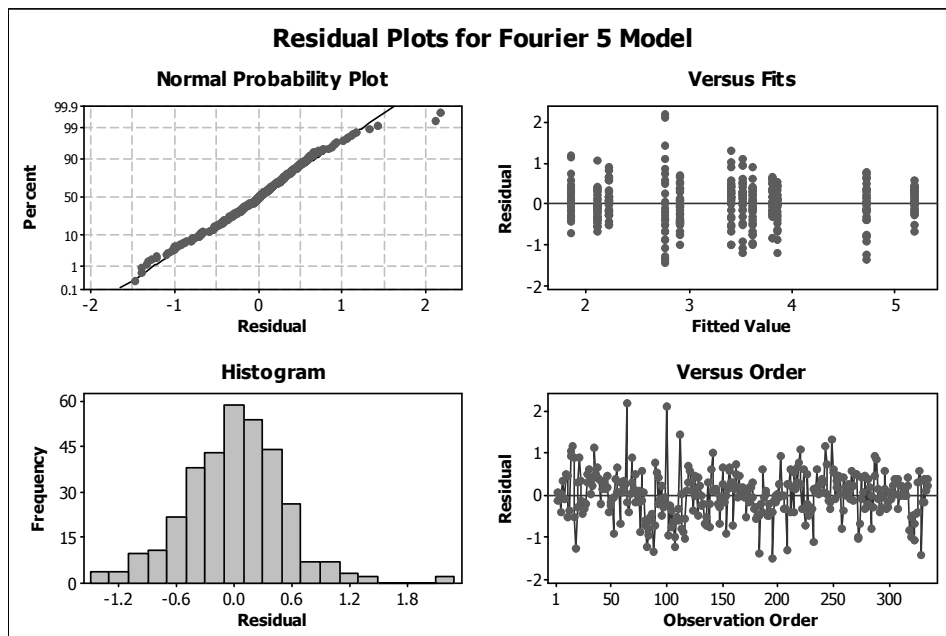 Residual Plots for Fourier 5 Model
Normal Probability Plot
99.9
99
90
50
10
1
0.1
Percent
-2 -1 0 1 2
Residual
Versus Fits
2
1
0
-1
-2
Residual
2 3 4 5
Fitted Value
Histogram
60
45
30
15
0
Frequency
-1.2 -0.6 0.0 0.6 1.2 1.8
Residual
Versus Order
2
1
0
-1
-2
Residual
1 50 100 150 200 250 300
Observation Order